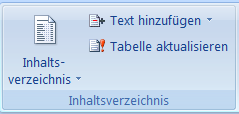 Inhalts-
verzeichnis
Text hinzufügen
Tabelle aktualisieren
Inhaltsverzeichnis